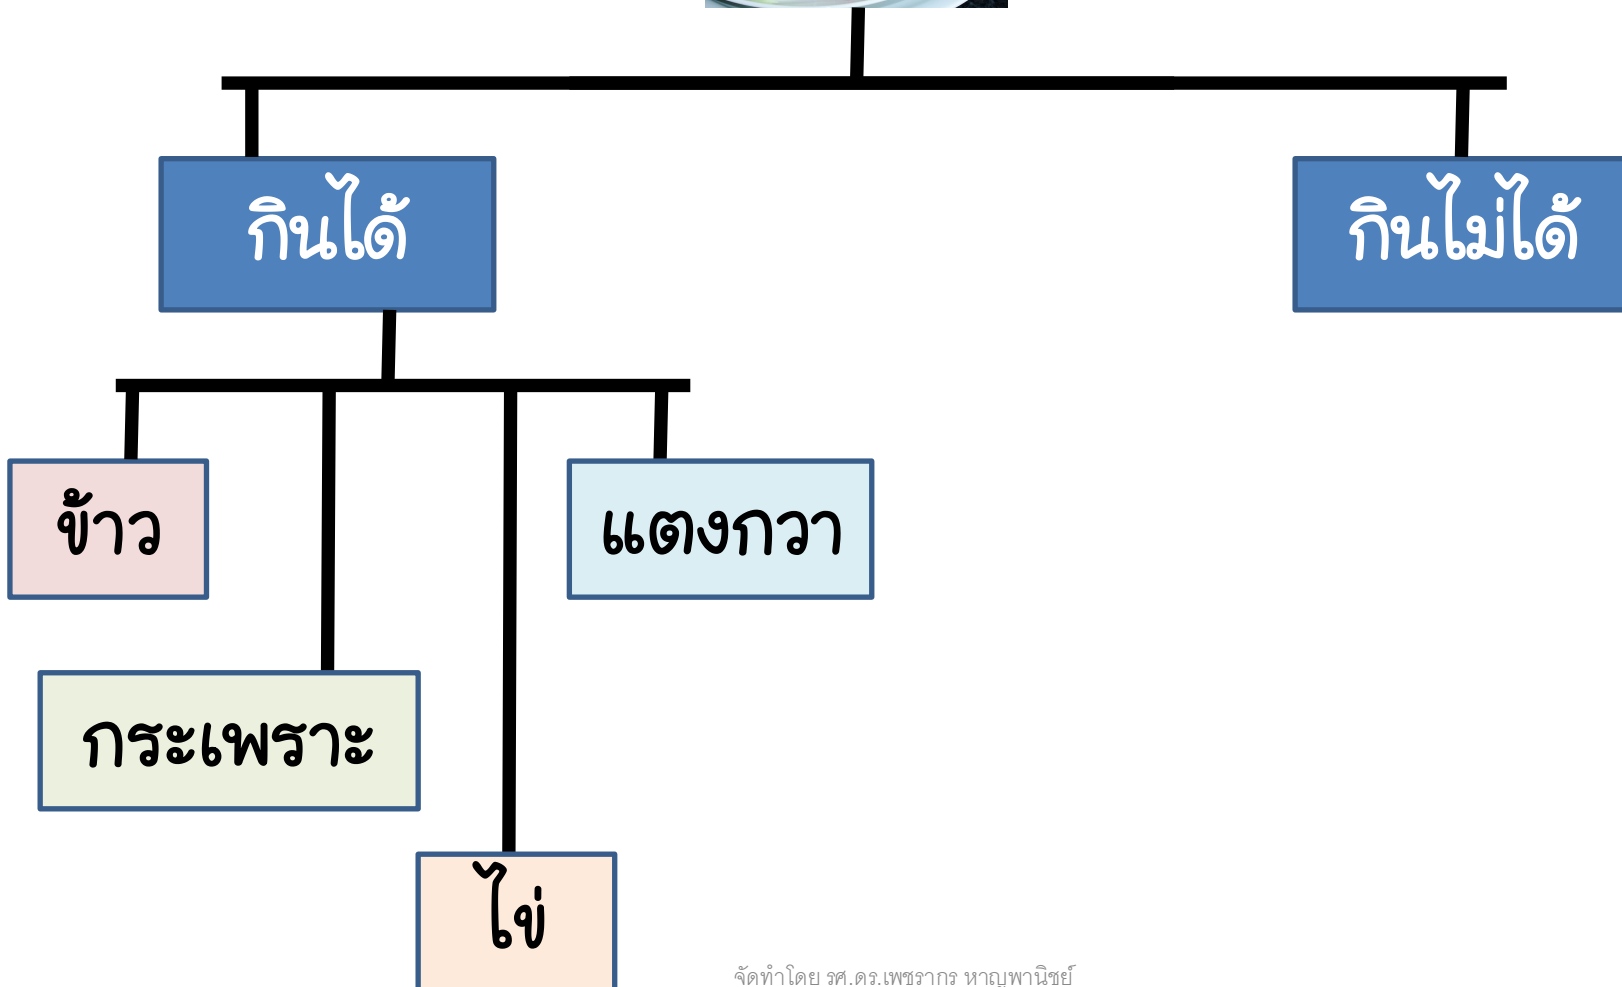 กินได้
กินไม่ได้
ข้าว
แตงกวา
กระเพราะ
ไข่
จัดทำโดย รศ.ดร.เพชรากร หาญพานิชย์